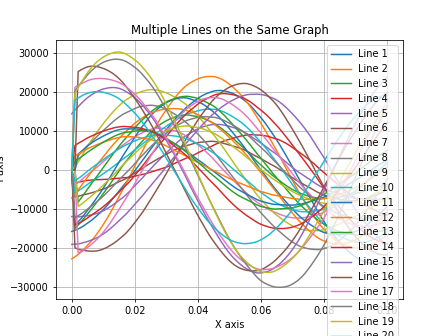 Multiple Lines on the Same Graph
30000
20000
10000
0
−10000
−20000
−30000
0.00
0.02
0.04
0.06
X axis
Line 1
Line 2
Line 3
Line 4
Line 5
Line 6
Line 7
Line 8
Line 9
Line 10
Line 11
Line 12
Line 13
Line 14
Line 15
Line 16
Line 17
Line 18
Line 19
Line 20